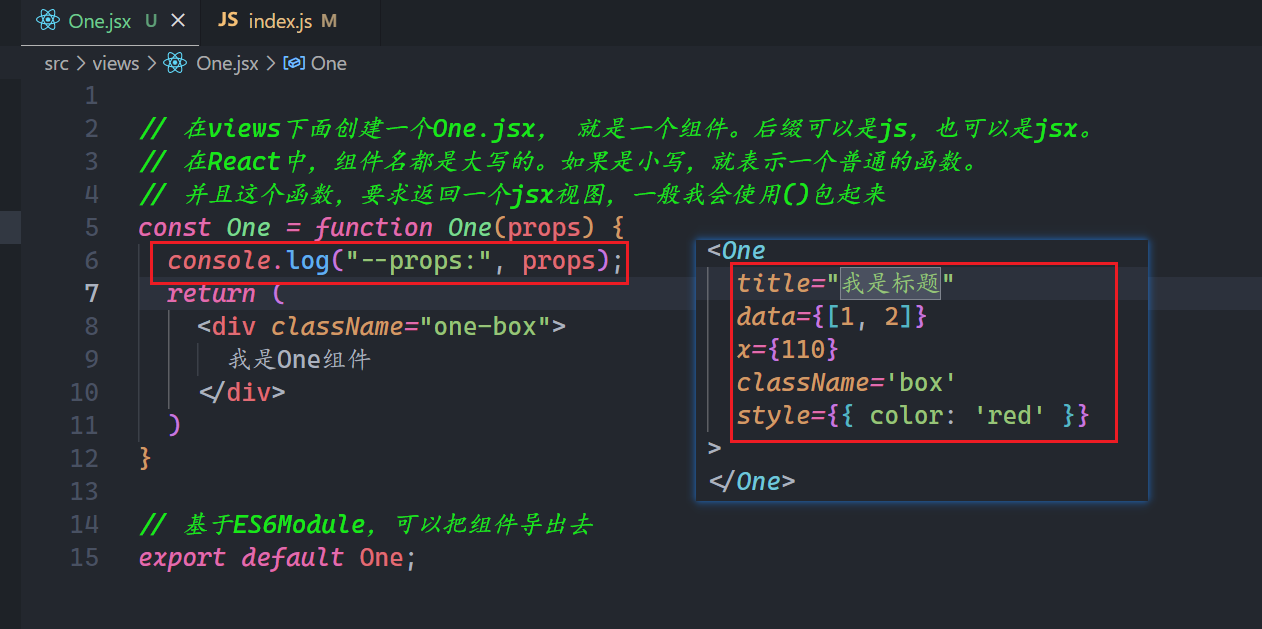 One.jsx U JS index.js M
src > views > One.jsx > One
1
2 // 在views下面创建一个One.jsx， 就是一个组件。后缀可以是js，也可以是jsx。
3 // 在React中，组件名都是大写的。如果是小写，就表示一个普通的函数。
4 // 并且这个函数，要求返回一个jsx视图，一般我会使用()包起来
5 const One = function One(props) {
6 console.log("--props:", props);
7 return (
8 <div className="one-box">
9 我是One组件
10 </div>
11 )
12 }
13
14 // 基于ES6Module，可以把组件导出去
15 export default One;
<One
title="我是标题"
data={[1, 2]}
x={110}
className='box'
style={{ color: 'red' }}
>
</One>